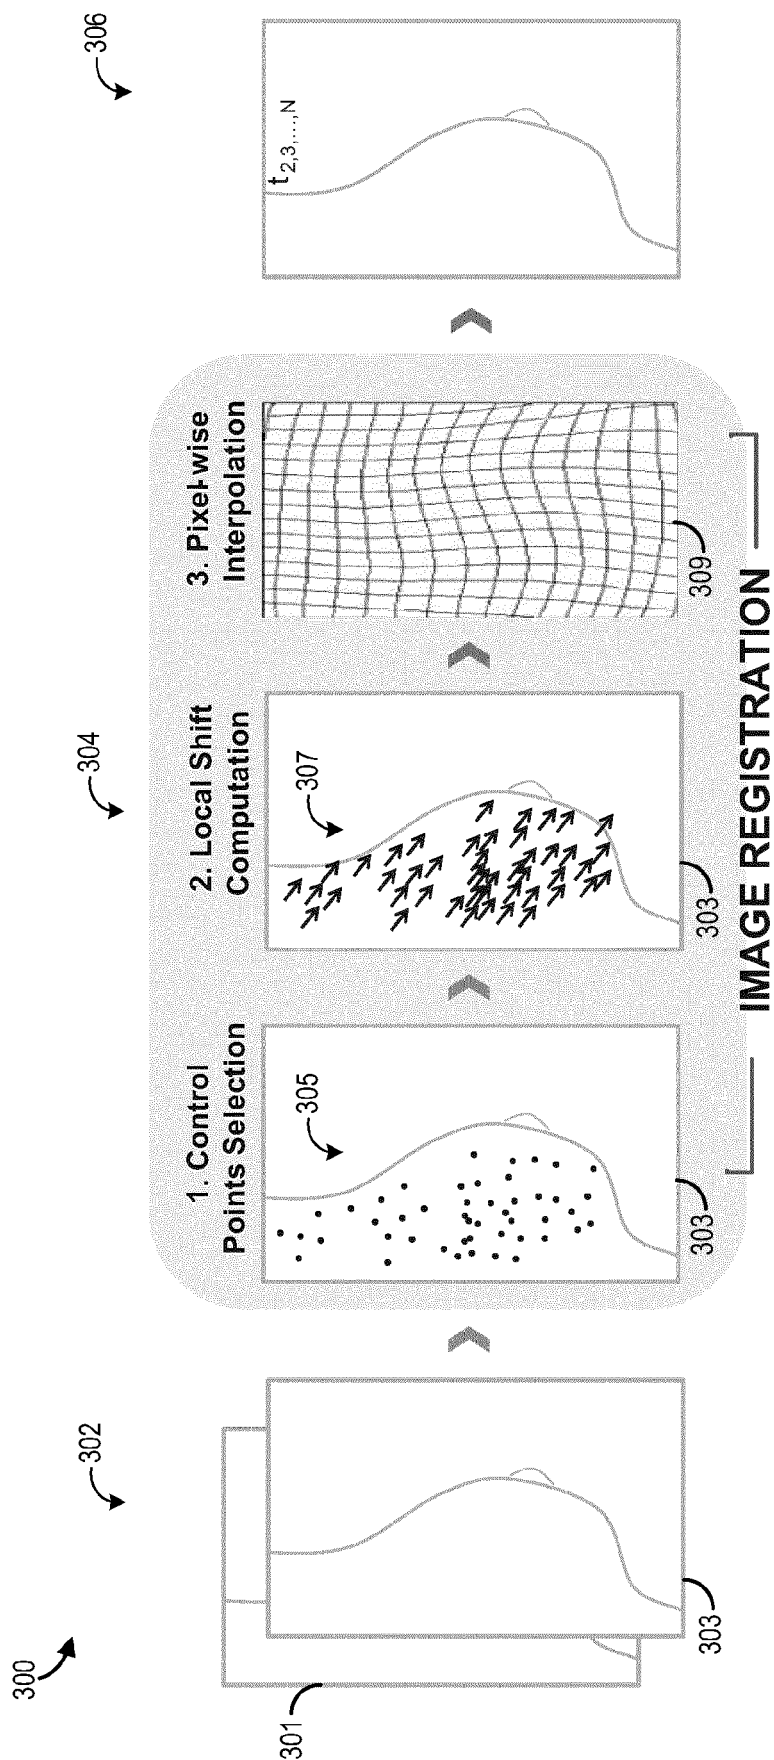 300
302
304
306
301
303
1. Control
Points Selection
305
303
2. Local Shift
Computation
307
303
3. Pixel-wise
Interpolation
309
t2,3,...,N
IMAGE REGISTRATION